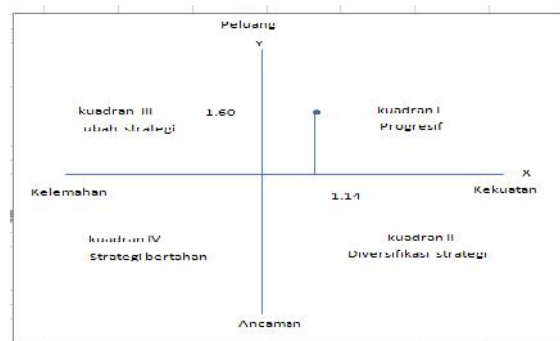 Peluang
Y
kuadran III
ubah strategi
1.60
kuadran I
Progresif
X
Kelemahan
Kekuatan
1.14
kuadran IV
Strategi bertahan
kuadran II
Diversifikasi strategi
Ancaman